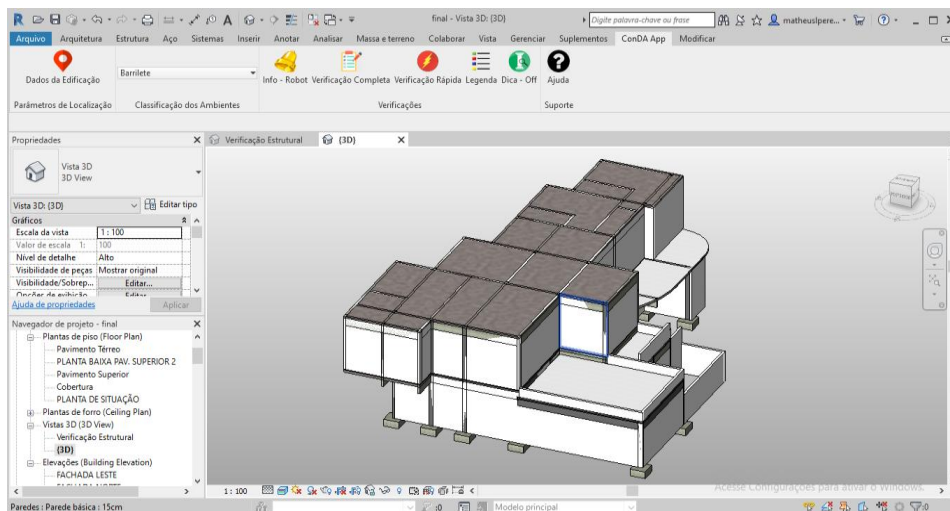 final - Vista 3D: {3D}
Digite palavra-chave ou frase
matheuslpere...
Arquivo Arquitetura Estrutura Aço Sistemas Inserir Anotar Analisar Massa e terreno Colaborar Vista Gerenciar Suplementos ConDA App Modificar
Dados da Edificação
Barrilete
Info - Robot Verificação Completa Verificação Rápida Legenda Dica - Off Ajuda
Parâmetros de Localização Classificação dos Ambientes Verificações Suporte
Propriedades
Verificação Estrutural {3D}
Vista 3D
3D View
Vista 3D: {3D} Editar tipo
Gráficos
Escala da vista 1 : 100
Valor de escala 1: 100
Nível de detalhe Alto
Visibilidade de peças Mostrar original
Visibilidade/Sobrep... Editar...
Opções de exibição Editar...
Ajuda de propriedades Aplicar
Navegador de projeto - final
Plantas de piso (Floor Plan)
Pavimento Térreo
PLANTA BAIXA PAV. SUPERIOR 2
Pavimento Superior
Cobertura
PLANTA DE SITUAÇÃO
Plantas de forro (Ceiling Plan)
Vistas 3D (3D View)
Verificação Estrutural
{3D}
Elevações (Building Elevation)
FACHADA LESTE
1 : 100
Acesse Configurações para ativar o Windows.
Paredes : Parede básica : 15cm
:0
Modelo principal
:0